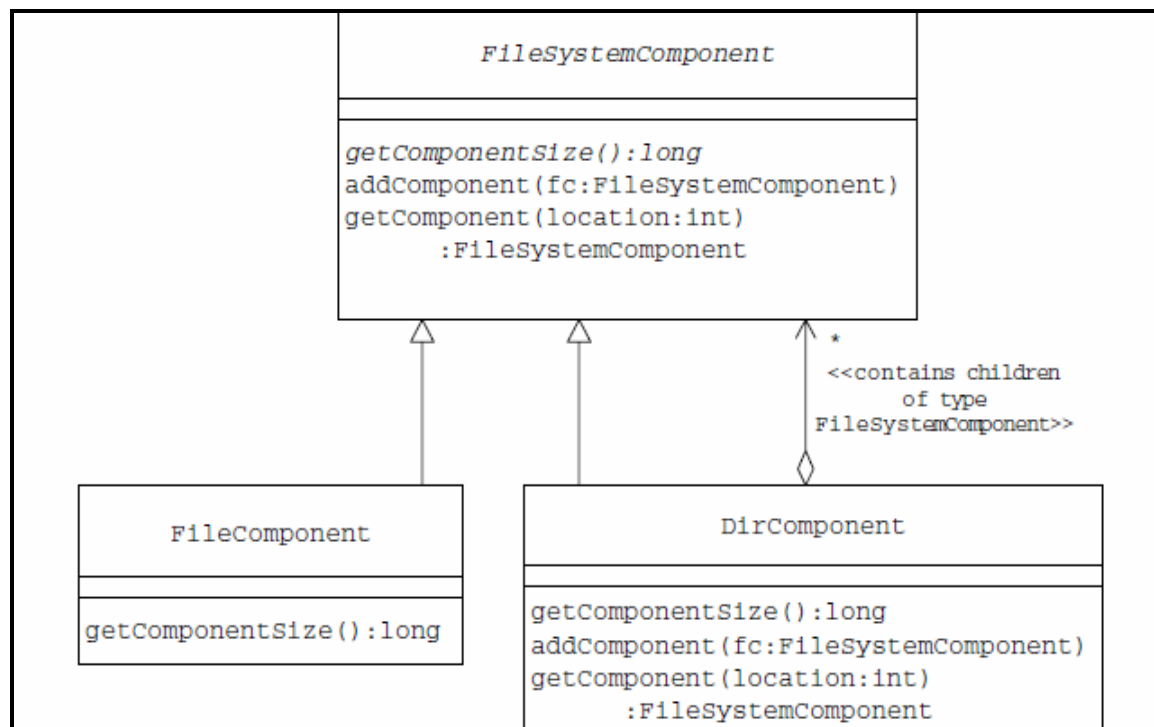 FileSystemComponent
getComponentSize():long
addComponent(fc:FileSystemComponent)
getComponent(location:int)
:FileSystemComponent
*
<<contains children
of type
FileSystemComponent>>
FileComponent
getComponentSize():long
DirComponent
getComponentSize():long
addComponent(fc:FileSystemComponent)
getComponent(location:int)
:FileSystemComponent